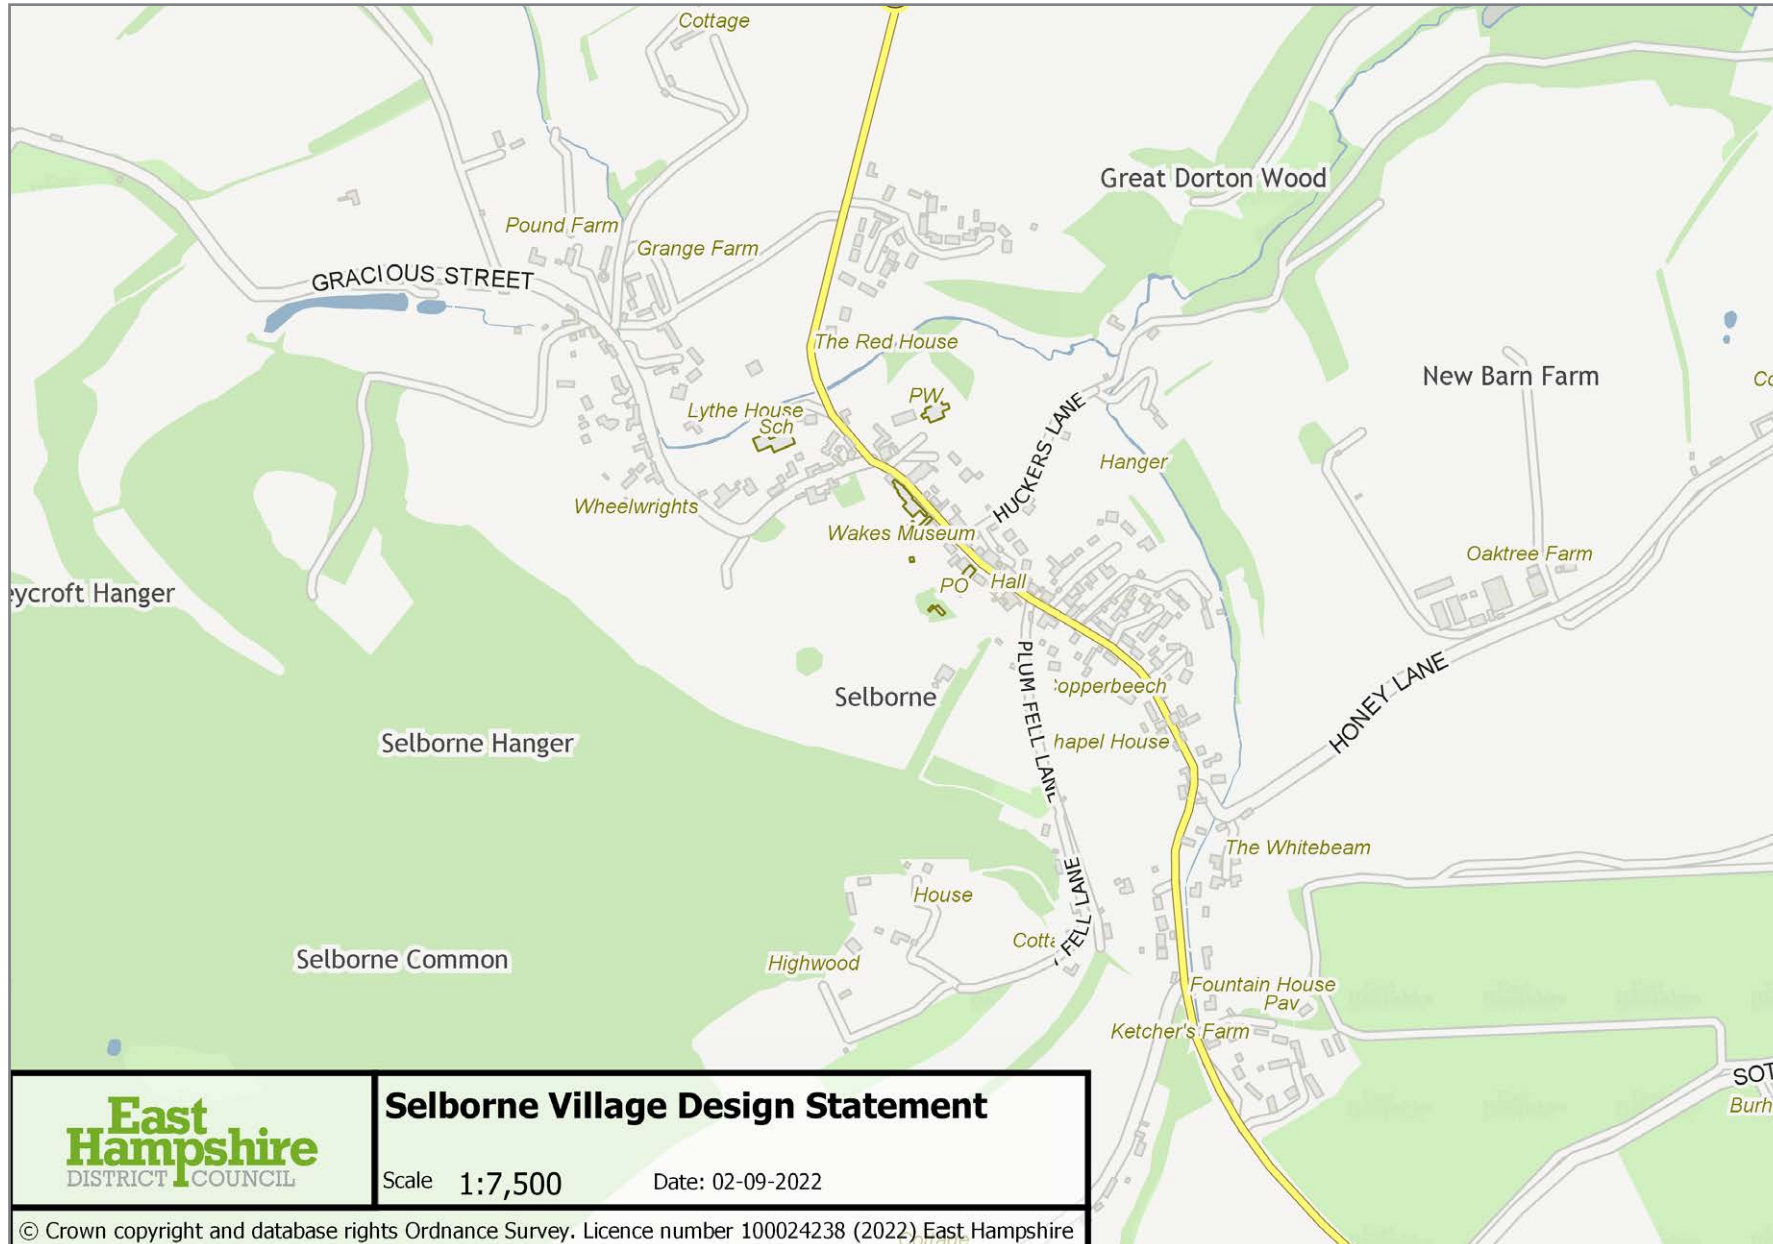 Cottage
Great Dorton Wood
Pound Farm
Grange Farm
GRACIOUS STREET
The Red House
New Barn Farm
PW
Lythe House
Sch
HUCKERS LANE
Hanger
Wheelwrights
Wakes Museum
Oaktree Farm
PO
Hall
ycroft Hanger
PLUM FELL LANE
HONEY LANE
opperbeech
Selborne
Selborne Hanger
hapel House
The Whitebeam
FELL LANE
House
Selborne Common
Highwood
Fountain House
Pav
Ketcher's Farm
East
Hampshire
DISTRICT COUNCIL
Selborne Village Design Statement
Scale 1:7,500 Date: 02-09-2022
© Crown copyright and database rights Ordnance Survey. Licence number 100024238 (2022) East Hampshire